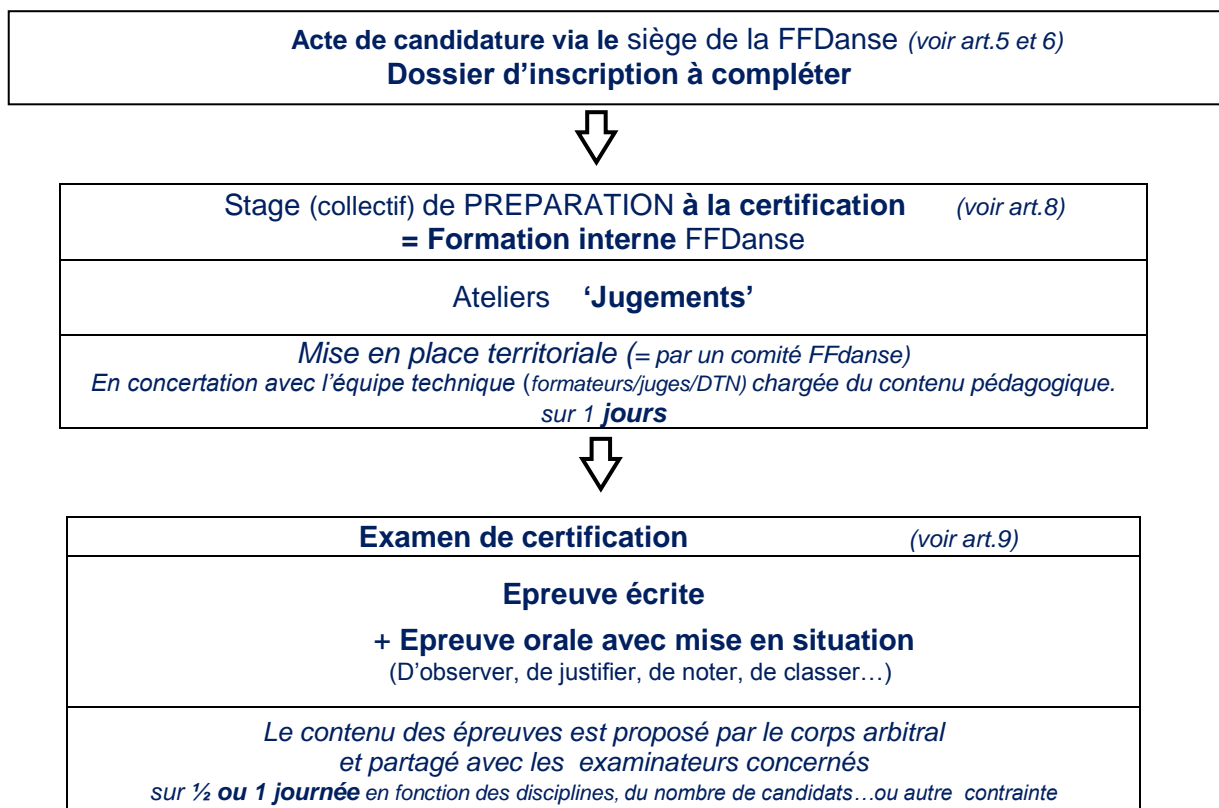 Acte de candidature via le siège de la FFDanse (voir art.5 et 6)
Dossier d’inscription à compléter
Stage (collectif) de PREPARATION à la certification (voir art.8)
= Formation interne FFDanse
Ateliers ‘Jugements’
Mise en place territoriale (= par un comité FFdanse)
En concertation avec l’équipe technique (formateurs/juges/DTN) chargée du contenu pédagogique.
sur 1 jours
Examen de certification (voir art.9)
Epreuve écrite
+ Epreuve orale avec mise en situation
(D’observer, de justifier, de noter, de classer…)
Le contenu des épreuves est proposé par le corps arbitral
et partagé avec les examinateurs concernés
sur ½ ou 1 journée en fonction des disciplines, du nombre de candidats…ou autre contrainte